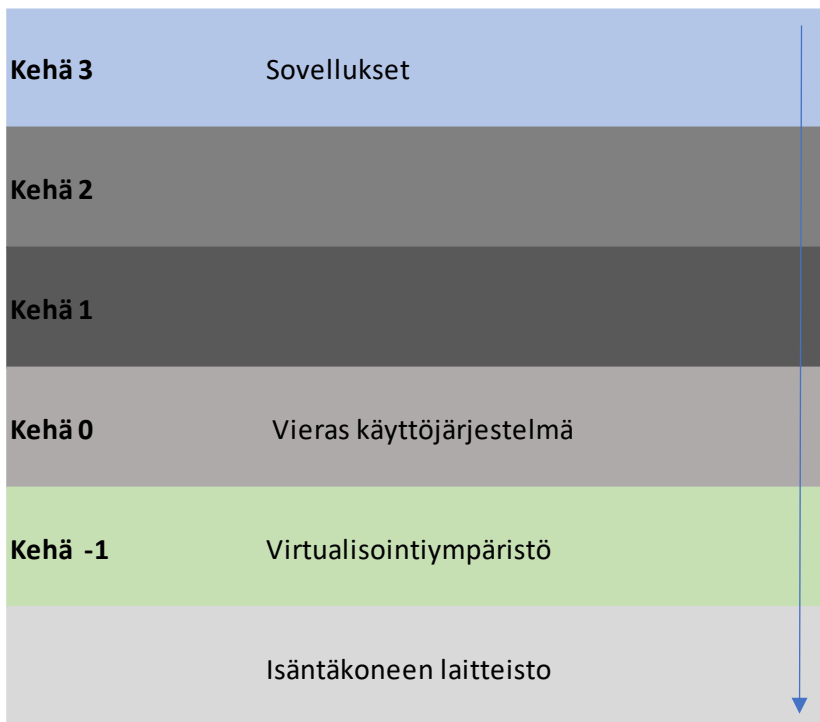 Kehä 3 Sovellukset
Kehä 2
Kehä 1
Kehä 0 Vieras käyttöjärjestelmä
Kehä -1 Virtualisointiympäristö
Isäntäkoneen laitteisto